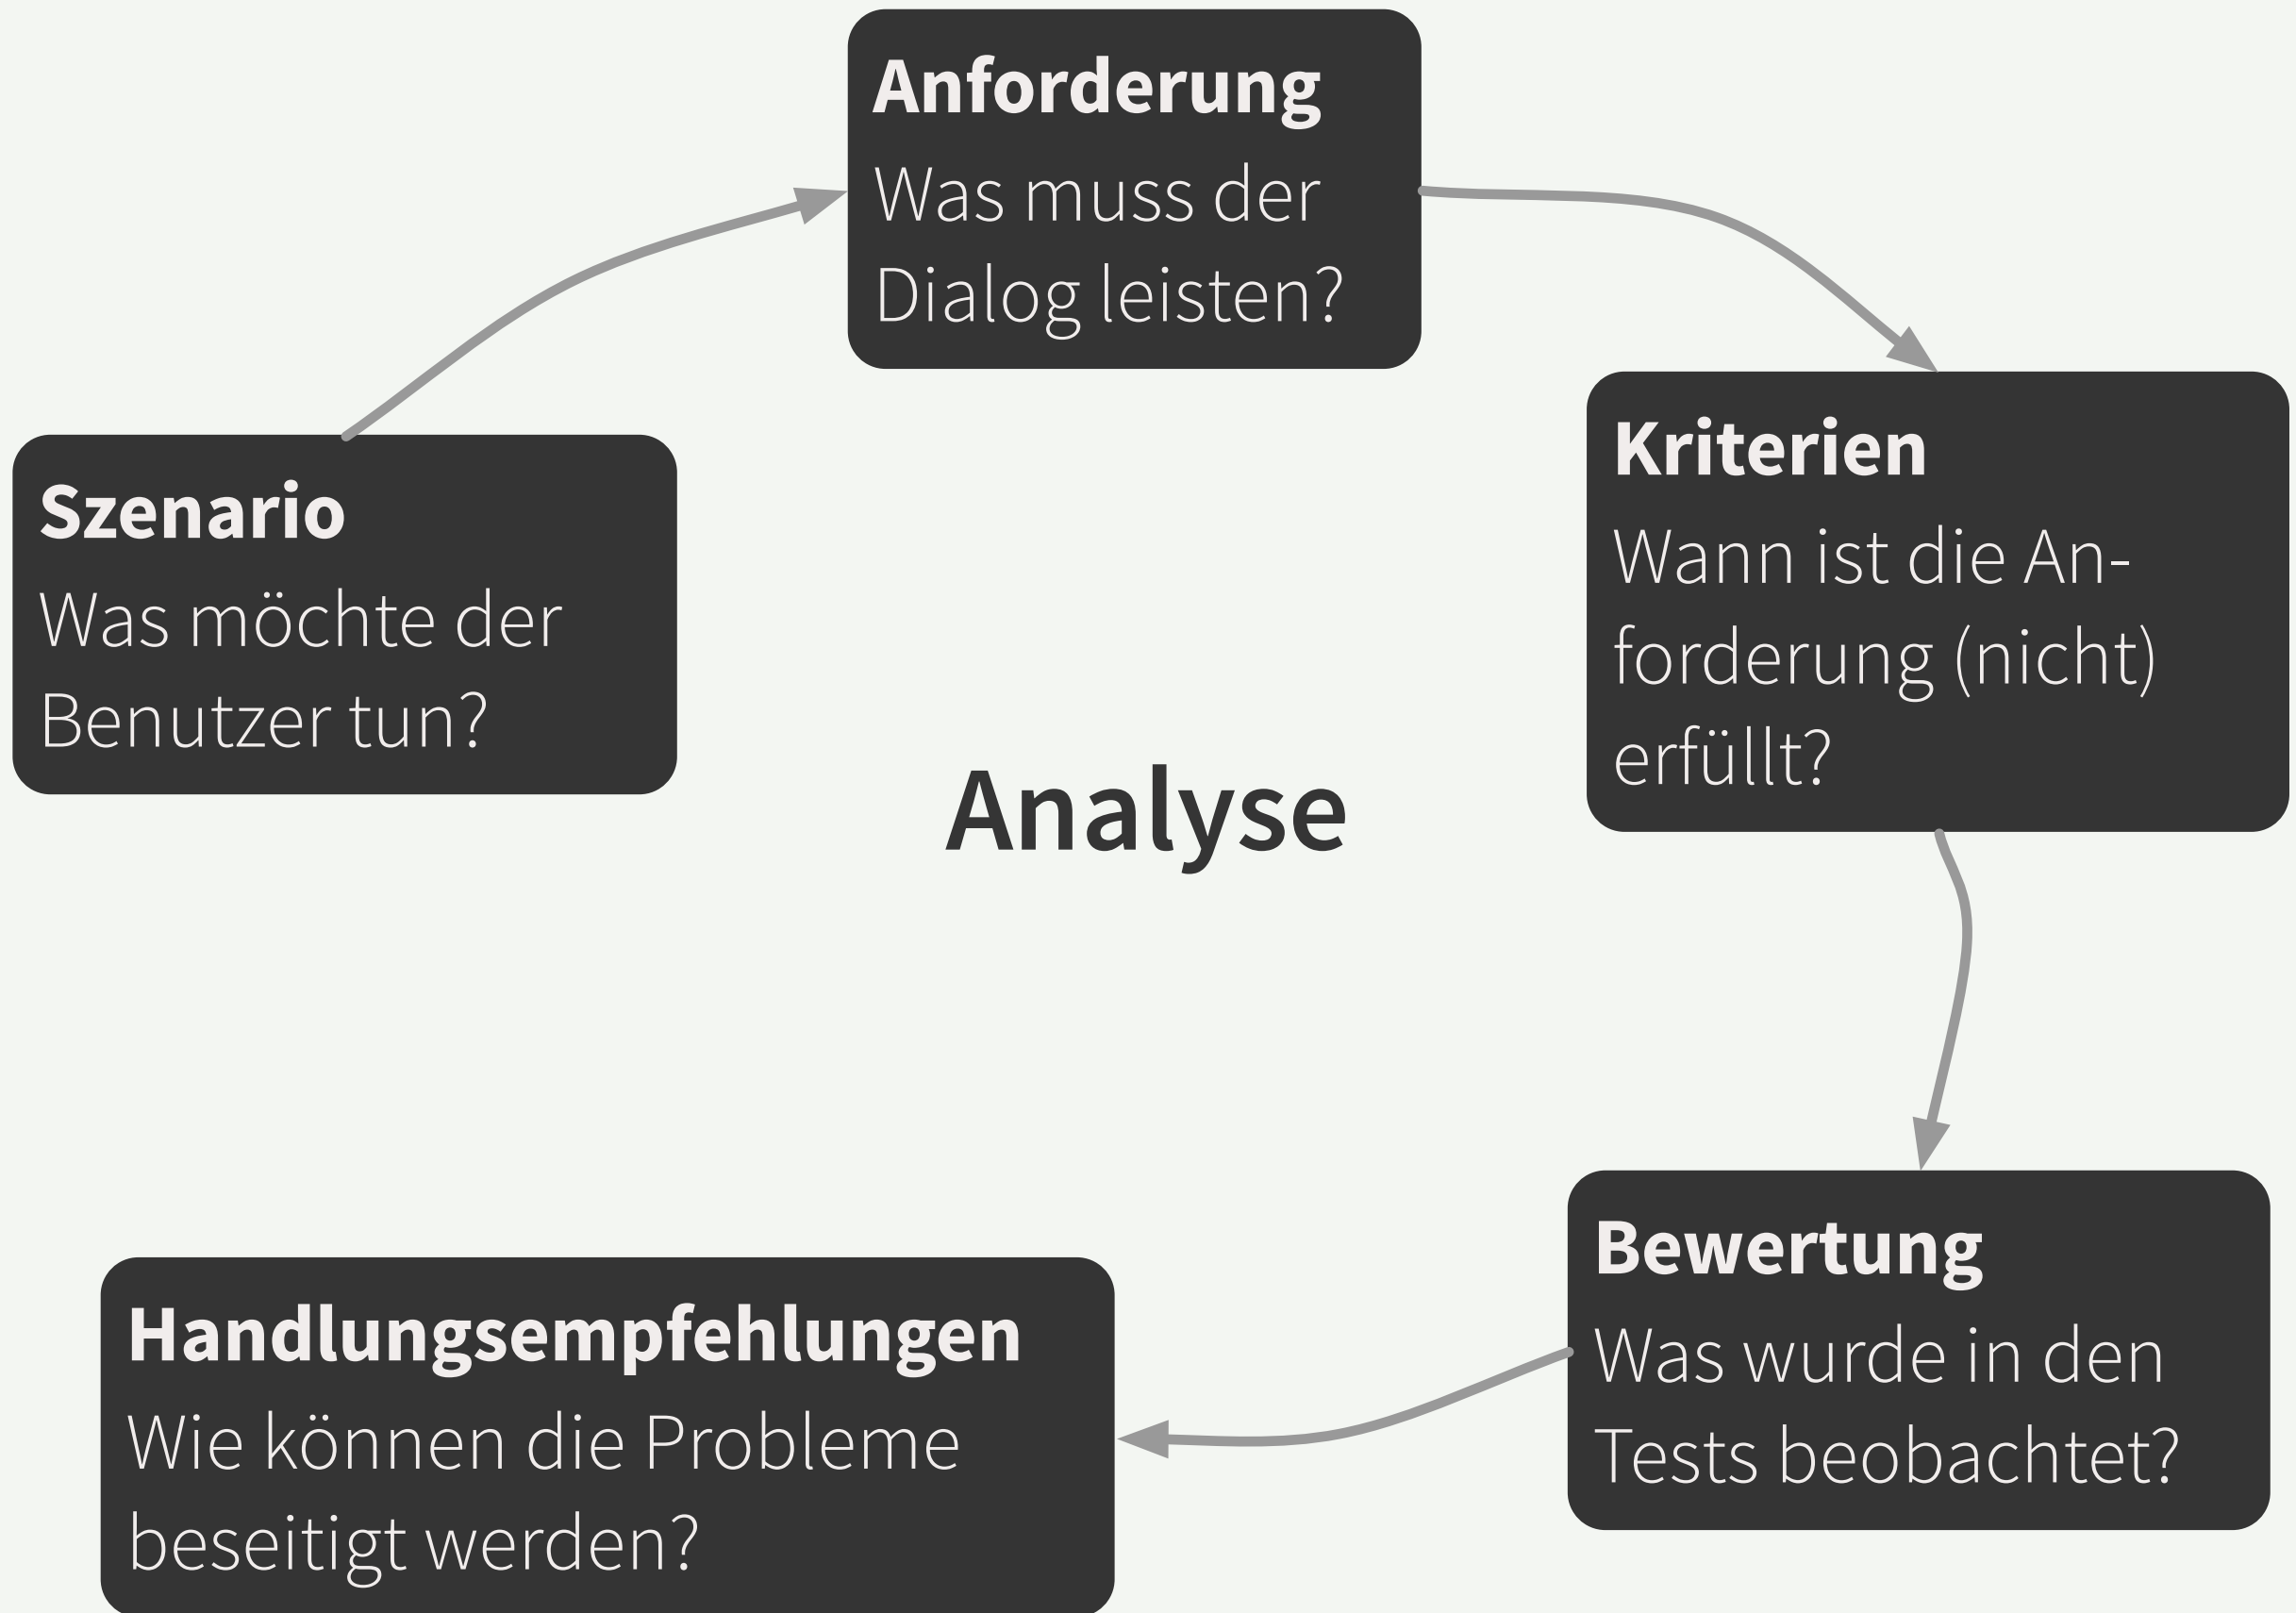 Anforderung
Was muss der
Dialog leisten?
Kriterien
Wann ist die An-
forderung (nicht)
erfüllt?
Szenario
Was möchte der
Benutzer tun?
Analyse
Bewertung
Was wurde in den
Tests beobachtet?
Handlungsempfehlungen
Wie können die Probleme
beseitigt werden?